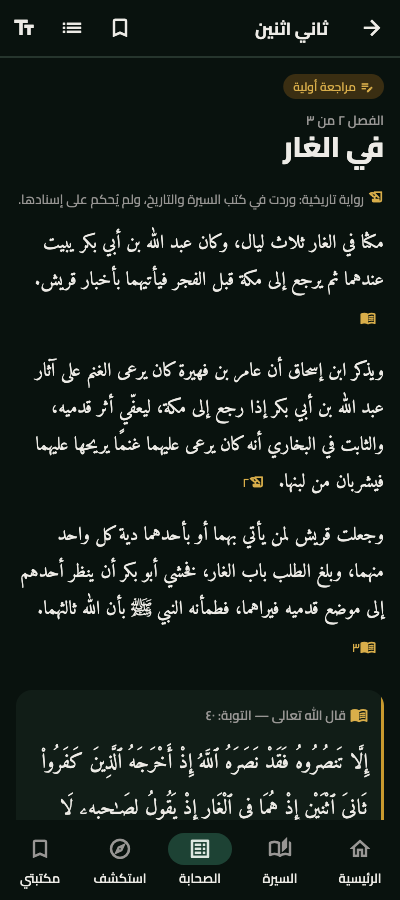 ثاني اثنين
مراجعة أولية
الفصل ٢ من ٣
في الغار
رواية تاريخية: وردت في كتب السيرة والتاريخ، ولم يُحكم على إسنادها.
مكثا في الغار ثلاث ليال، وكان عبد الله بن أبي بكر يبيت
عندهما ثم يرجع إلى مكة قبل الفجر فيأتيهما بأخبار قريش.
ويذكر ابن إسحاق أن عامر بن فهيرة كان يرعى الغنم على آثار
عبد الله بن أبي بكر إذا رجع إلى مكة، ليعفّي أثر قدميه،
والثابت في البخاري أنه كان يرعى عليهما غنمًا يريحها عليهما
فيشربان من لبنها. ٢
وجعلت قريش لمن يأتي بهما أو بأحدهما دية كل واحد
منهما، وبلغ الطلب باب الغار، فخشي أبو بكر أن ينظر أحدهم
إلى موضع قدميه فيراهما، فطمأنه النبي ﷺ بأن الله ثالثهما.
٣
قال الله تعالى — التوبة: ٤٠
إِلَّا تَنصُرُوهُ فَقَدْ نَصَرَهُ ٱللَّهُ إِذْ أَخْرَجَهُ ٱلَّذِينَ كَفَرُوا۟
ثَانِىَ ٱثْنَيْنِ إِذْ هُمَا فِى ٱلْغَارِ إِذْ يَقُولُ لِصَـٰحِبِهِۦ لَا
الرئيسية
السيرة
الصحابة
استكشف
مكتبتي